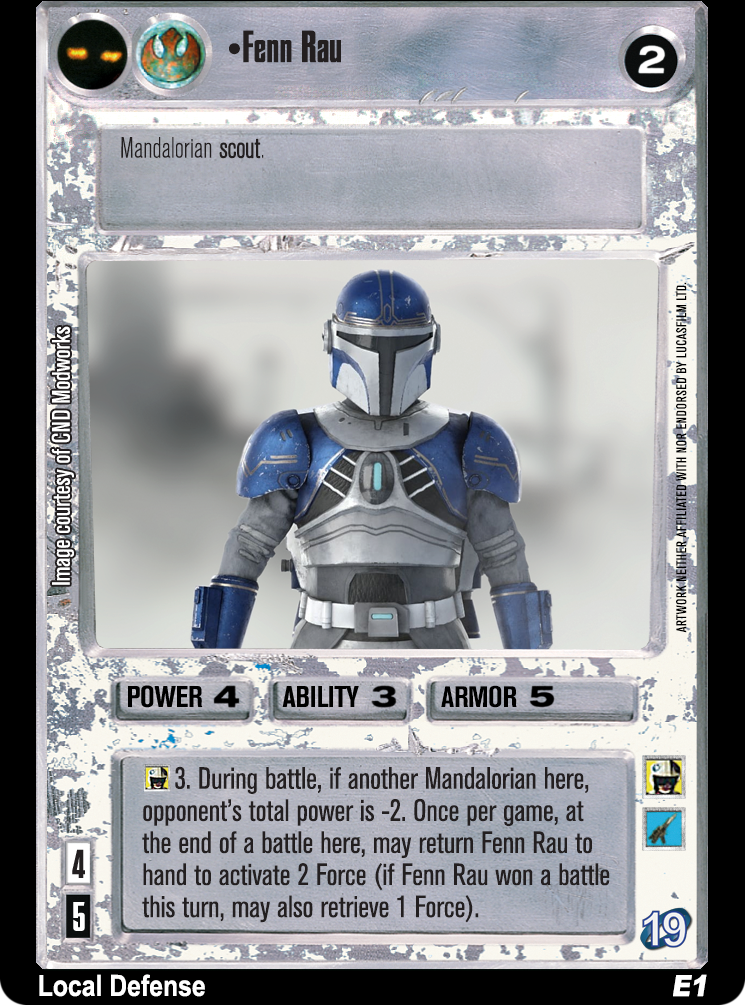 •Fenn Rau
2
Mandalorian scout.
Image courtesy of CND Modworks
ARTWORK NEITHER AFFILIATED WITH NOR ENDORSED BY LUCASFILM LTD.
POWER 4
ABILITY 3
ARMOR 5
3. During battle, if another Mandalorian here,
opponent's total power is -2. Once per game, at
the end of a battle here, may return Fenn Rau to
hand to activate 2 Force (if Fenn Rau won a battle
this turn, may also retrieve 1 Force).
4
5
19
Local Defense
E1